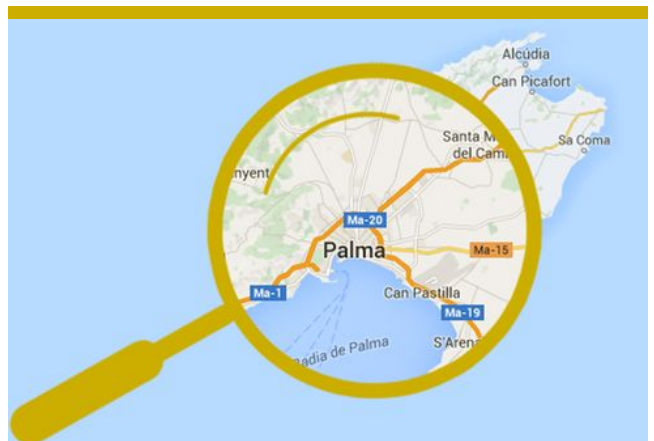 Alcúdia
Can Picafort
Santa M
del Cami
Sa Coma
nyent
Ma-20
Palma
Ma-15
Ma-1
Can Pastilla
Ma-19
S'Arena
Badia de Palma